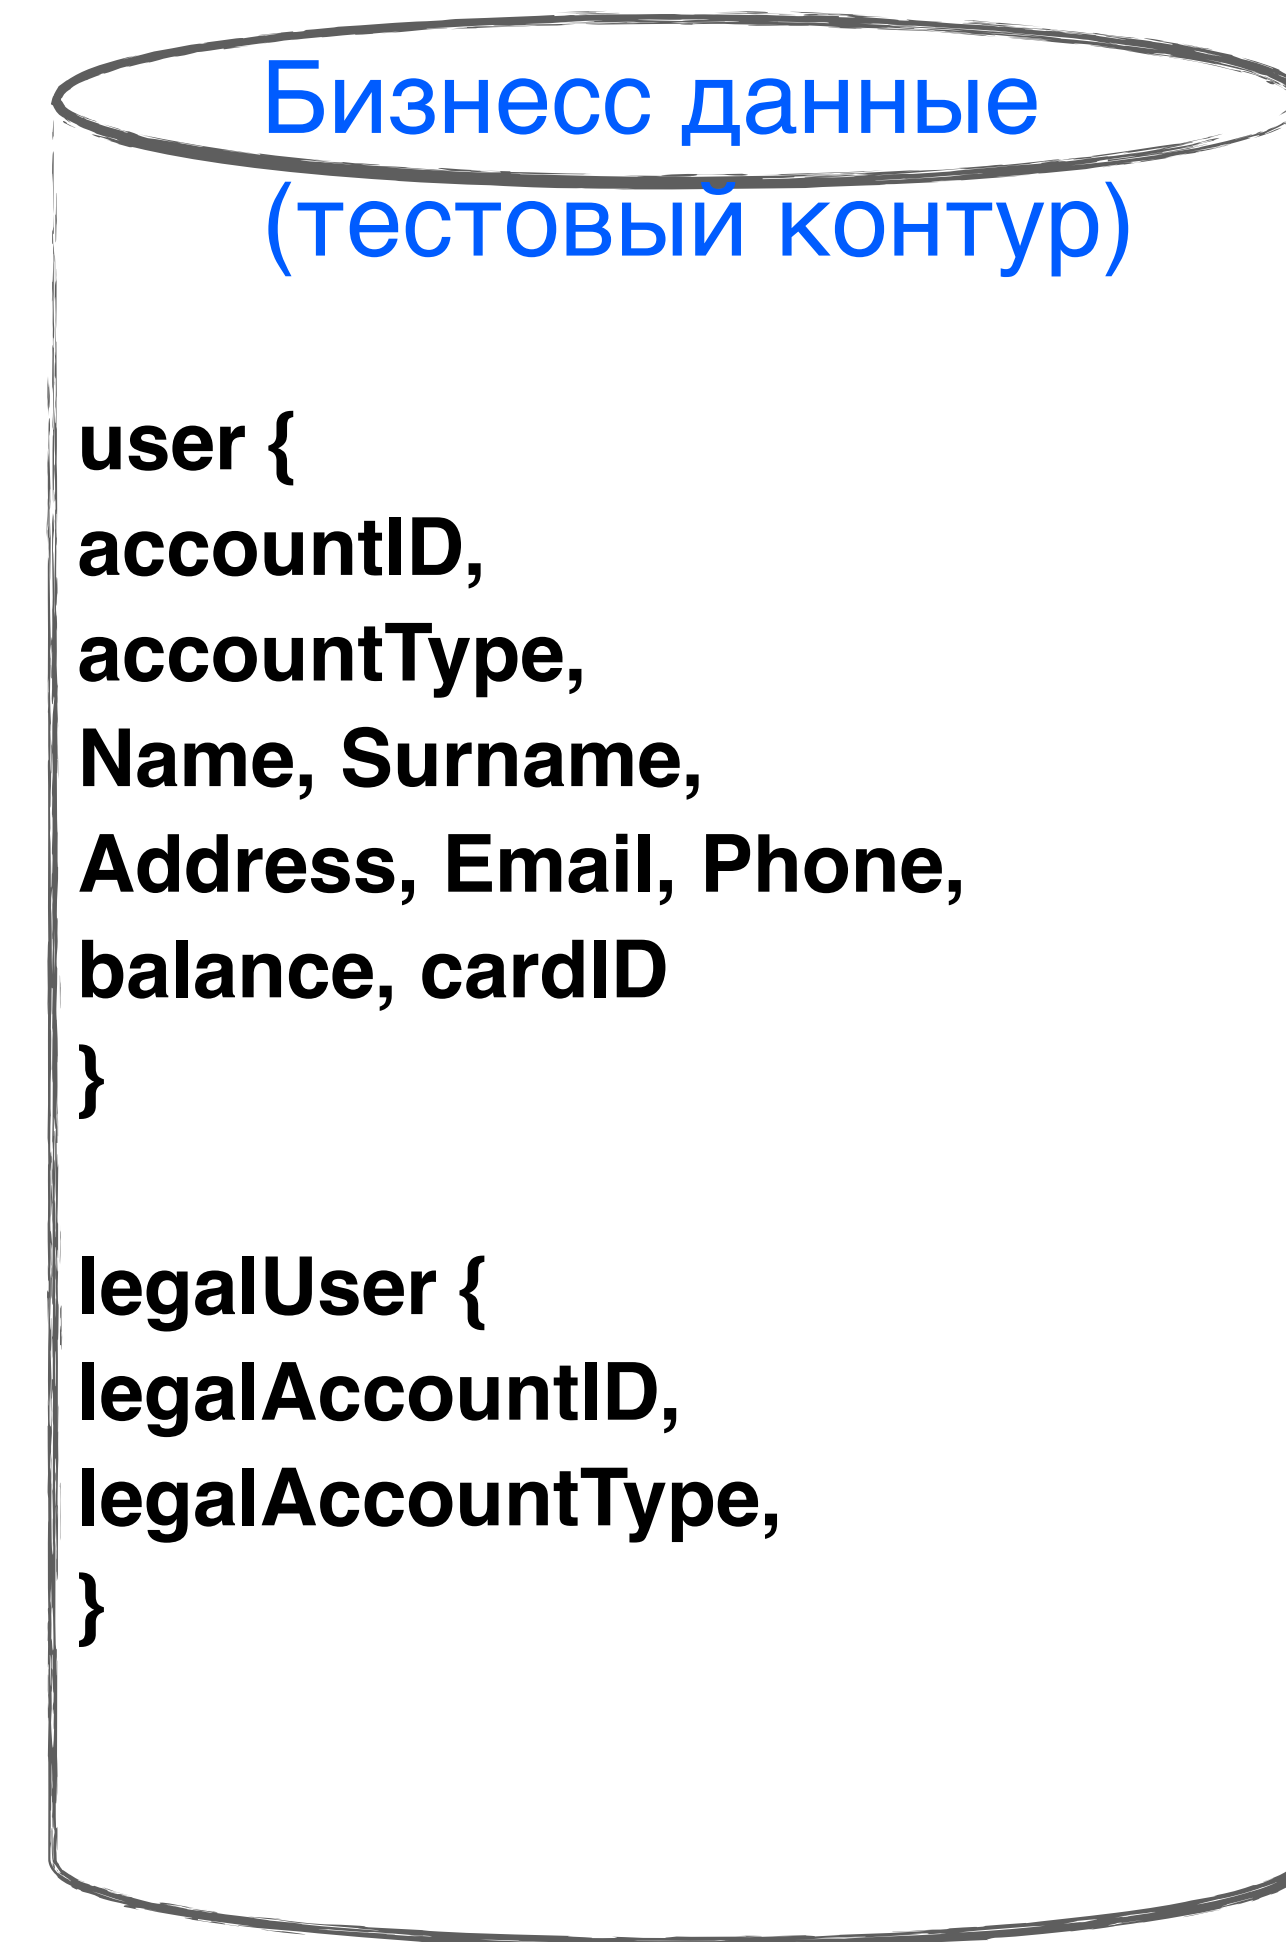 Бизнесс данные
(тестовый контур)
user {
accountID,
accountType,
Name, Surname,
Address, Email, Phone,
balance, cardID
}
legalUser {
legalAccountID,
legalAccountType,
}